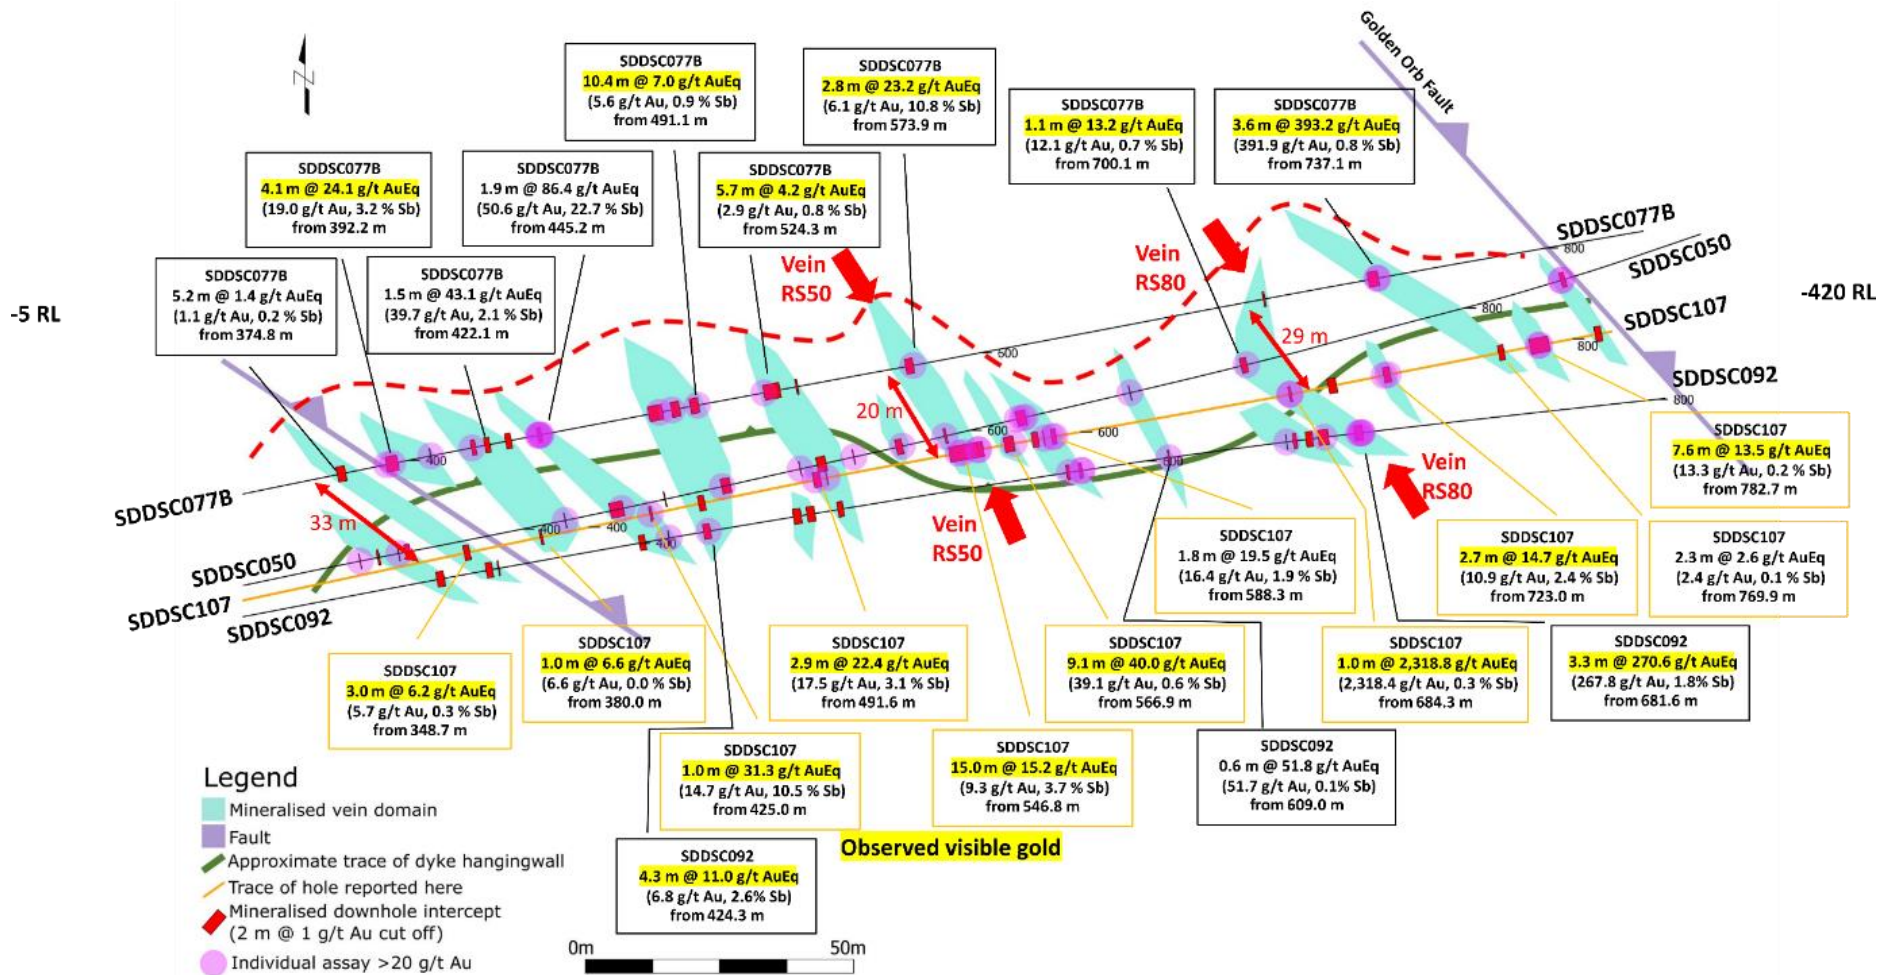 Golden Orb Fault
SDDSC077B
10.4 m @ 7.0 g/t AuEq
(5.6 g/t Au, 0.9 % Sb)
from 491.1 m
SDDSC077B
2.8 m @ 23.2 g/t AuEq
(6.1 g/t Au, 10.8 % Sb)
from 573.9 m
SDDSC077B
1.1 m @ 13.2 g/t AuEq
(12.1 g/t Au, 0.7 % Sb)
from 700.1 m
SDDSC077B
3.6 m @ 393.2 g/t AuEq
(391.9 g/t Au, 0.8 % Sb)
from 737.1 m
SDDSC077B
4.1 m @ 24.1 g/t AuEq
(19.0 g/t Au, 3.2 % Sb)
from 392.2 m
SDDSC077B
1.9 m @ 86.4 g/t AuEq
(50.6 g/t Au, 22.7 % Sb)
from 445.2 m
SDDSC077B
5.7 m @ 4.2 g/t AuEq
(2.9 g/t Au, 0.8 % Sb)
from 524.3 m
SDDSC077B
5.2 m @ 1.4 g/t AuEq
(1.1 g/t Au, 0.2 % Sb)
from 374.8 m
SDDSC077B
1.5 m @ 43.1 g/t AuEq
(39.7 g/t Au, 2.1 % Sb)
from 422.1 m
Vein
RS50
Vein
RS80
SDDSC077B
800
SDDSC050
-5 RL
-420 RL
800
SDDSC107
800
29 m
600
SDDSC092
800
20 m
600
600
400
600
SDDSC077B
33 m
400
400
400
SDDSC050
SDDSC107
SDDSC092
Vein
RS50
Vein
RS80
SDDSC107
7.6 m @ 13.5 g/t AuEq
(13.3 g/t Au, 0.2 % Sb)
from 782.7 m
SDDSC107
1.8 m @ 19.5 g/t AuEq
(16.4 g/t Au, 1.9 % Sb)
from 588.3 m
SDDSC107
2.7 m @ 14.7 g/t AuEq
(10.9 g/t Au, 2.4 % Sb)
from 723.0 m
SDDSC107
2.3 m @ 2.6 g/t AuEq
(2.4 g/t Au, 0.1 % Sb)
from 769.9 m
SDDSC107
3.0 m @ 6.2 g/t AuEq
(5.7 g/t Au, 0.3 % Sb)
from 348.7 m
SDDSC107
1.0 m @ 6.6 g/t AuEq
(6.6 g/t Au, 0.0 % Sb)
from 380.0 m
SDDSC107
2.9 m @ 22.4 g/t AuEq
(17.5 g/t Au, 3.1 % Sb)
from 491.6 m
SDDSC107
9.1 m @ 40.0 g/t AuEq
(39.1 g/t Au, 0.6 % Sb)
from 566.9 m
SDDSC107
1.0 m @ 2,318.8 g/t AuEq
(2,318.4 g/t Au, 0.3 % Sb)
from 684.3 m
SDDSC092
3.3 m @ 270.6 g/t AuEq
(267.8 g/t Au, 1.8% Sb)
from 681.6 m
SDDSC107
1.0 m @ 31.3 g/t AuEq
(14.7 g/t Au, 10.5 % Sb)
from 425.0 m
SDDSC107
15.0 m @ 15.2 g/t AuEq
(9.3 g/t Au, 3.7 % Sb)
from 546.8 m
SDDSC092
0.6 m @ 51.8 g/t AuEq
(51.7 g/t Au, 0.1% Sb)
from 609.0 m
SDDSC092
4.3 m @ 11.0 g/t AuEq
(6.8 g/t Au, 2.6% Sb)
from 424.3 m
Observed visible gold
Legend
Mineralised vein domain
Fault
Approximate trace of dyke hangingwall
Trace of hole reported here
Mineralised downhole intercept
(2 m @ 1 g/t Au cut off)
Individual assay >20 g/t Au
0m
50m